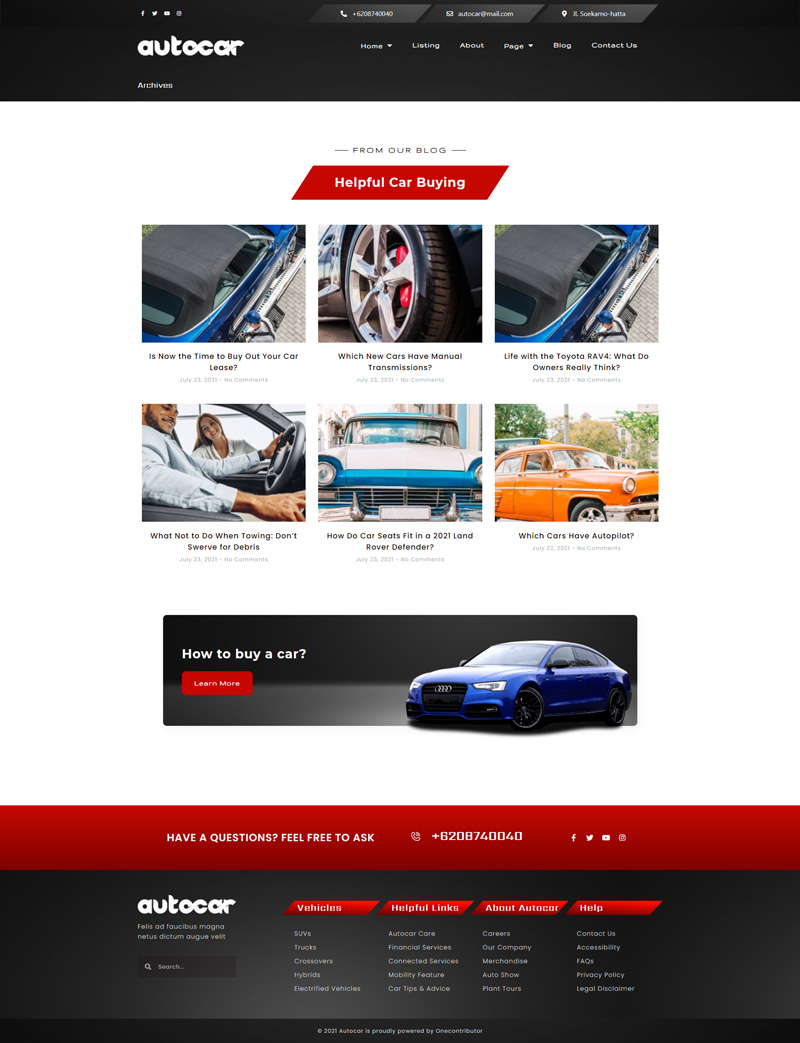 +6208740040
autocar@mail.com
Jl. Soekarno-hatta
autocar
Home
Listing
About
Page
Blog
Contact Us
Archives
FROM OUR BLOG
Helpful Car Buying
Is Now the Time to Buy Out Your Car
Lease?
July 23, 2021 - No Comments
Which New Cars Have Manual
Transmissions?
July 23, 2021 - No Comments
Life with the Toyota RAV4: What Do
Owners Really Think?
July 23, 2021 - No Comments
What Not to Do When Towing: Don't
Swerve for Debris
July 23, 2021 - No Comments
How Do Car Seats Fit in a 2021 Land
Rover Defender?
July 23, 2021 - No Comments
Which Cars Have Autopilot?
July 22, 2021 - No Comments
How to buy a car?
Learn More
HAVE A QUESTIONS? FEEL FREE TO ASK
+6208740040
autocar
Felis ad faucibus magna
netus dictum augue velit
Search...
Vehicles
SUVs
Trucks
Crossovers
Hybrids
Electrified Vehicles
Helpful Links
Autocar Care
Financial Services
Connected Services
Mobility Feature
Car Tips & Advice
About Autocar
Careers
Our Company
Merchandise
Auto Show
Plant Tours
Help
Contact Us
Accessibility
FAQs
Privacy Policy
Legal Disclaimer
© 2021 Autocar is proudly powered by Onecontributor